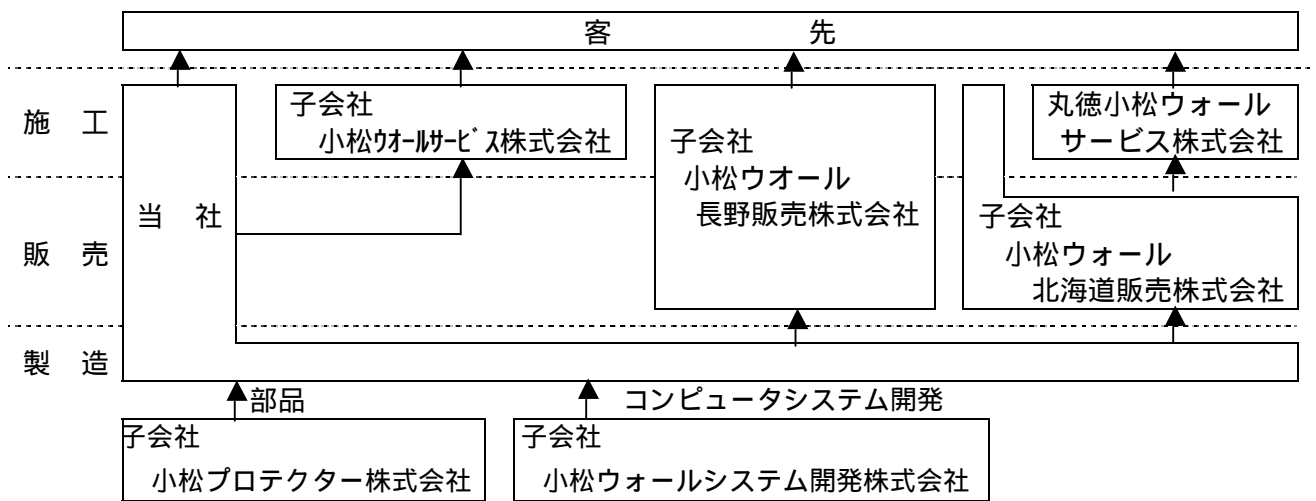 客 先
施 工
子会社
小松ｳｵｰﾙｻｰﾋﾞｽ株式会社
子会社
小松ウオール
長野販売株式会社
丸徳小松ウォール
サービス株式会社
当 社
販 売
子会社
小松ウォール
北海道販売株式会社
製 造
部品
コンピュータシステム開発
子会社
小松プロテクター株式会社
子会社
小松ウォールシステム開発株式会社